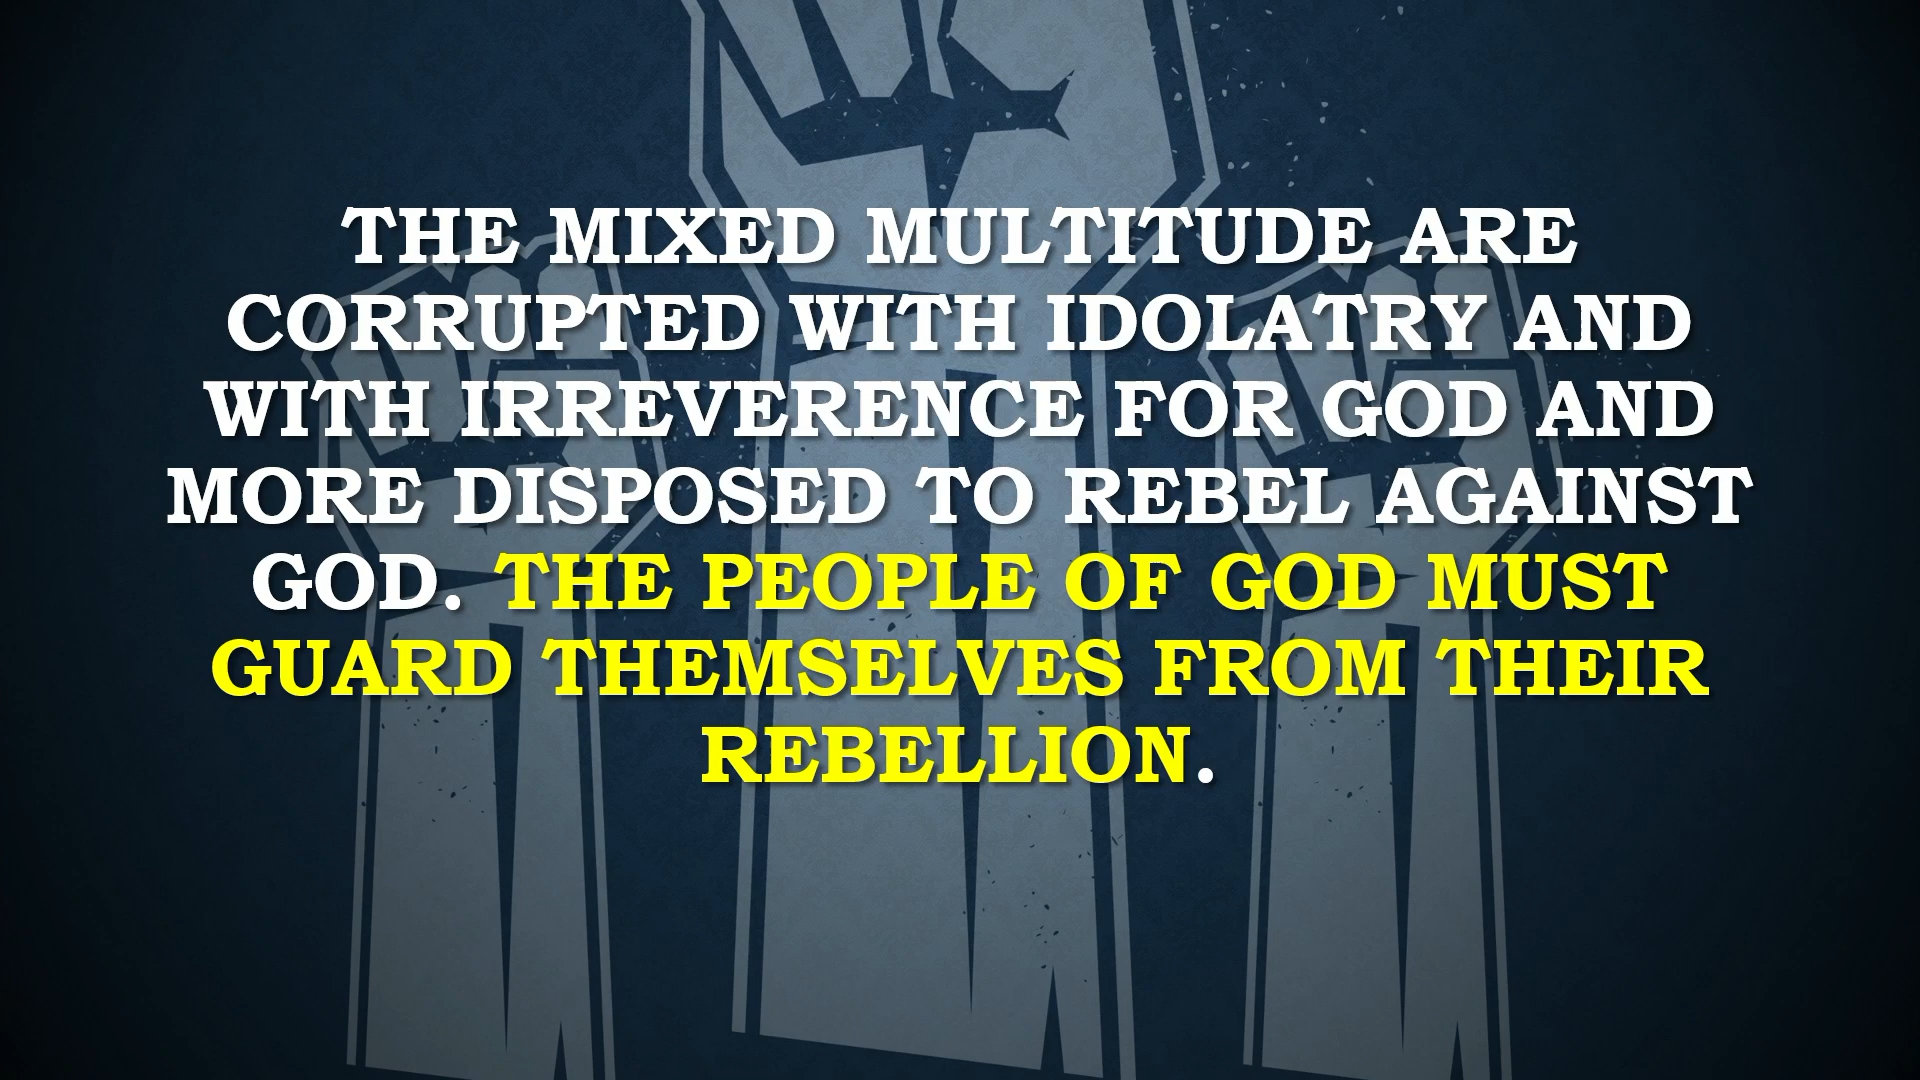 THE MIXED MULTITUDE ARE
CORRUPTED WITH IDOLATRY AND
WITH IRREVERENCE FOR GOD AND
MORE DISPOSED TO REBEL AGAINST
GOD. THE PEOPLE OF GOD MUST
GUARD THEMSELVES FROM THEIR
REBELLION.